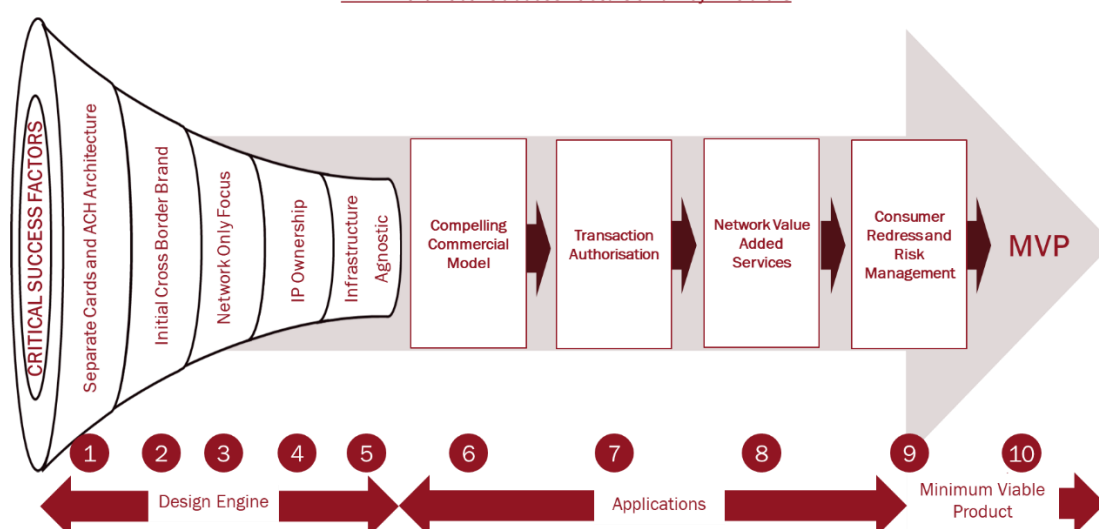 CRITICAL SUCCESS FACTORS
Separate Cards and ACH Architecture
Initial Cross Border Brand
Network Only Focus
IP Ownership
Infrastructure
Agnostic
Compelling
Commercial
Model
Transaction
Authorisation
Network Value
Added
Services
Consumer
Redress and
Risk
Management
MVP
1
2
3
4
5
6
7
8
9
10
Design Engine
Applications
Minimum Viable
Product